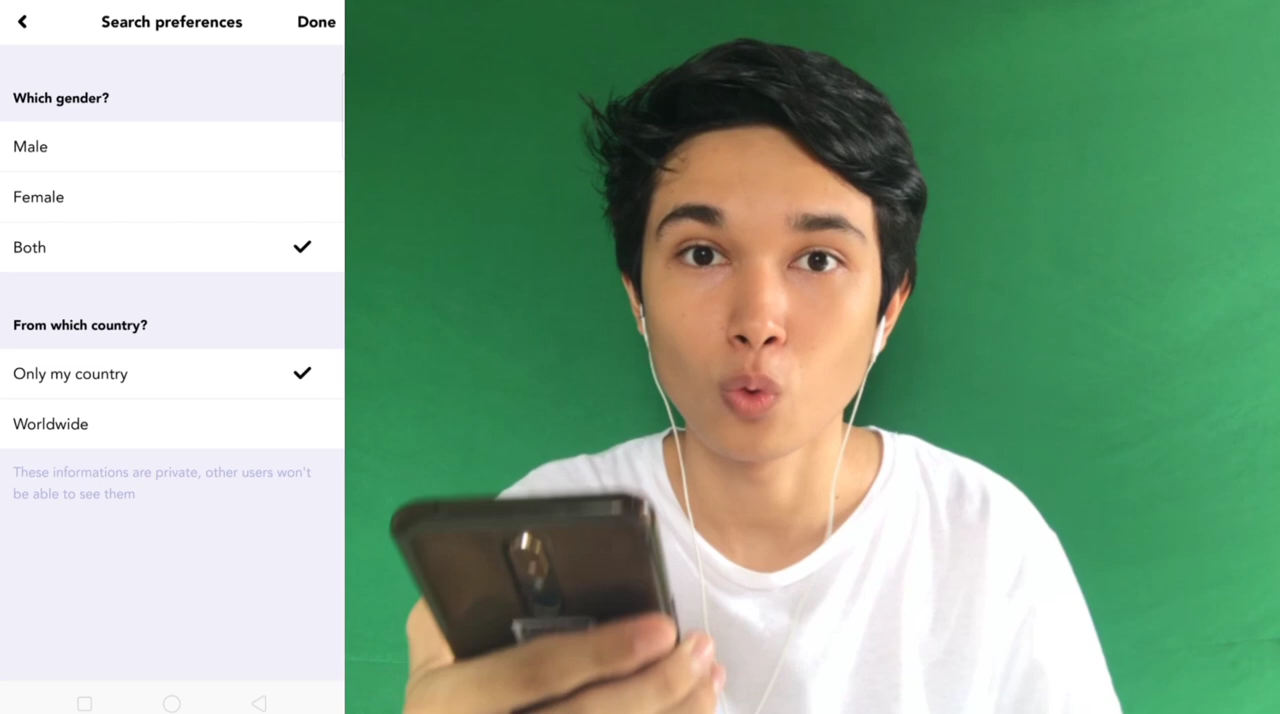 Search preferences Done
Which gender?
Male
Female
Both
From which country?
Only my country
Worldwide
These informations are private, other users won't
be able to see them